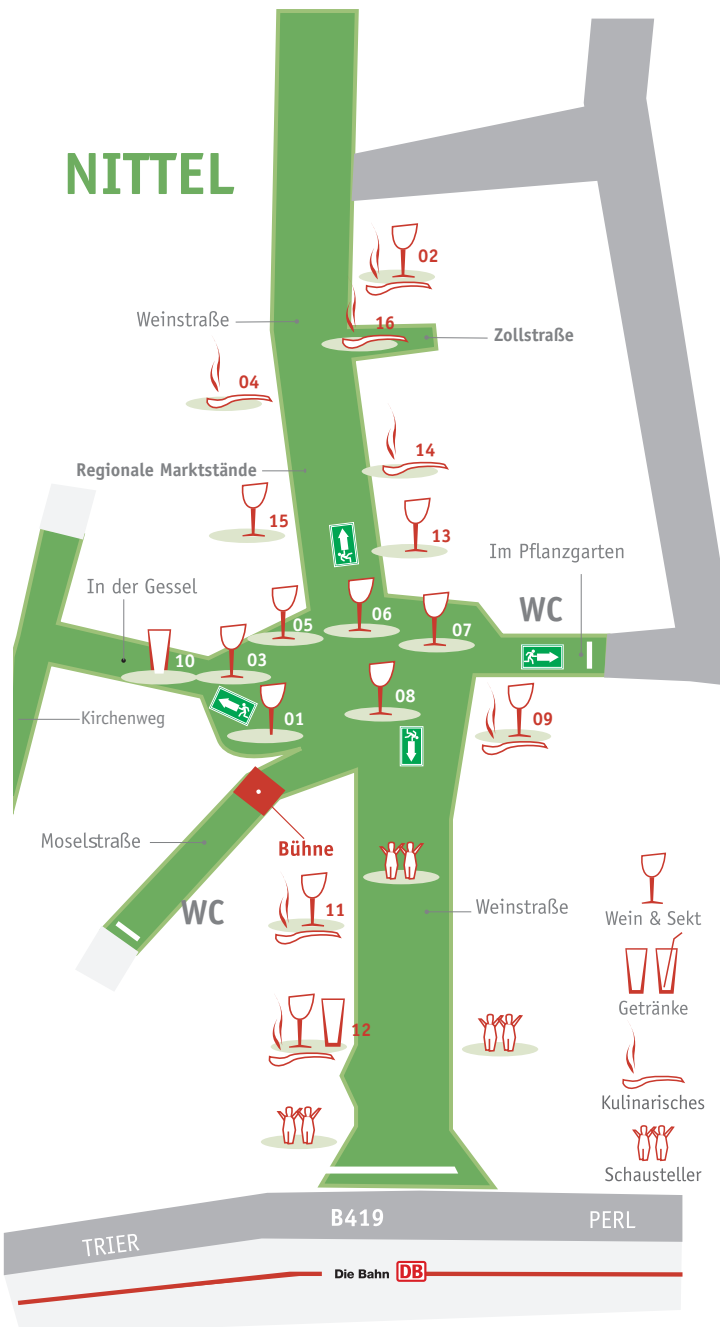 NITTEL
02
Weinstraße
16
Zollstraße
04
14
Regionale Marktstände
15
13
Im Pflanzgarten
In der Gessel
WC
05
06
07
10
03
08
Kirchenweg
01
09
Moselstraße
Bühne
WC
11
Weinstraße
Wein & Sekt
Getränke
12
Kulinarisches
Schausteller
B419
PERL
TRIER
Die Bahn DB